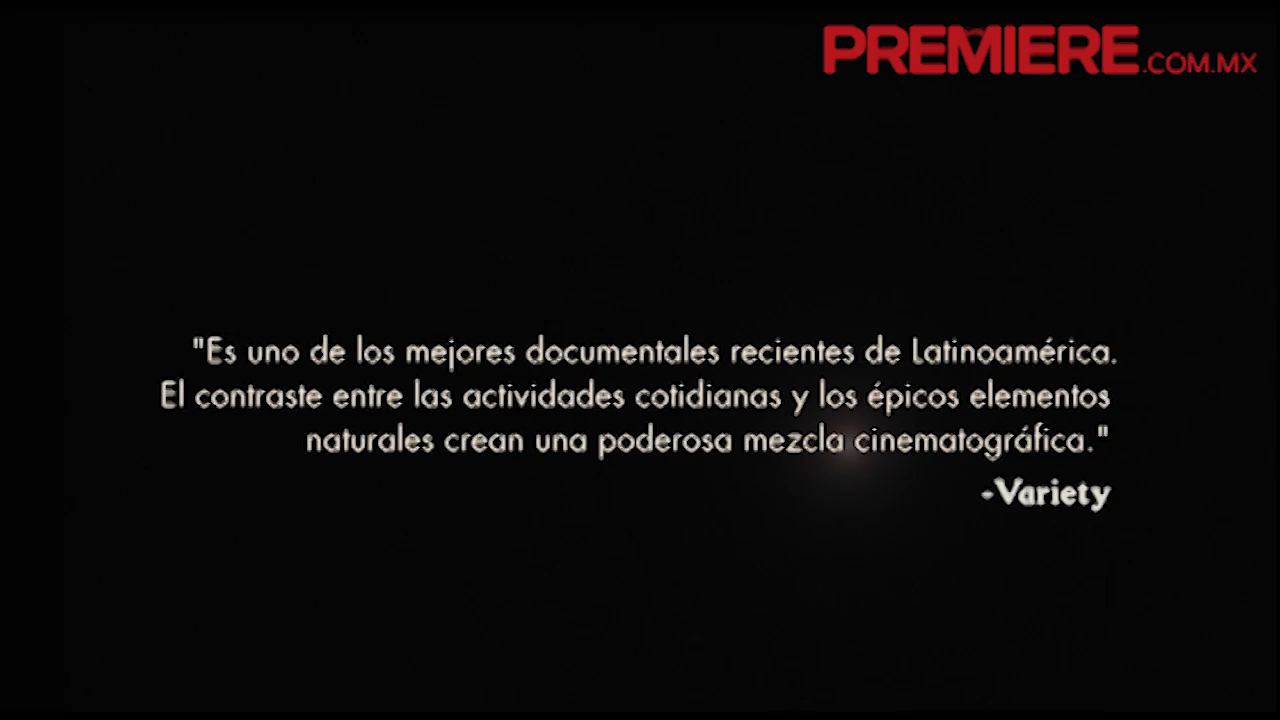 PREMIERE.COM.MX
"Es uno de los mejores documentales recientes de Latinoamérica.
El contraste entre las actividades cotidianas y los épicos elementos
naturales crean una poderosa mezcla cinematográfica."
-Variety